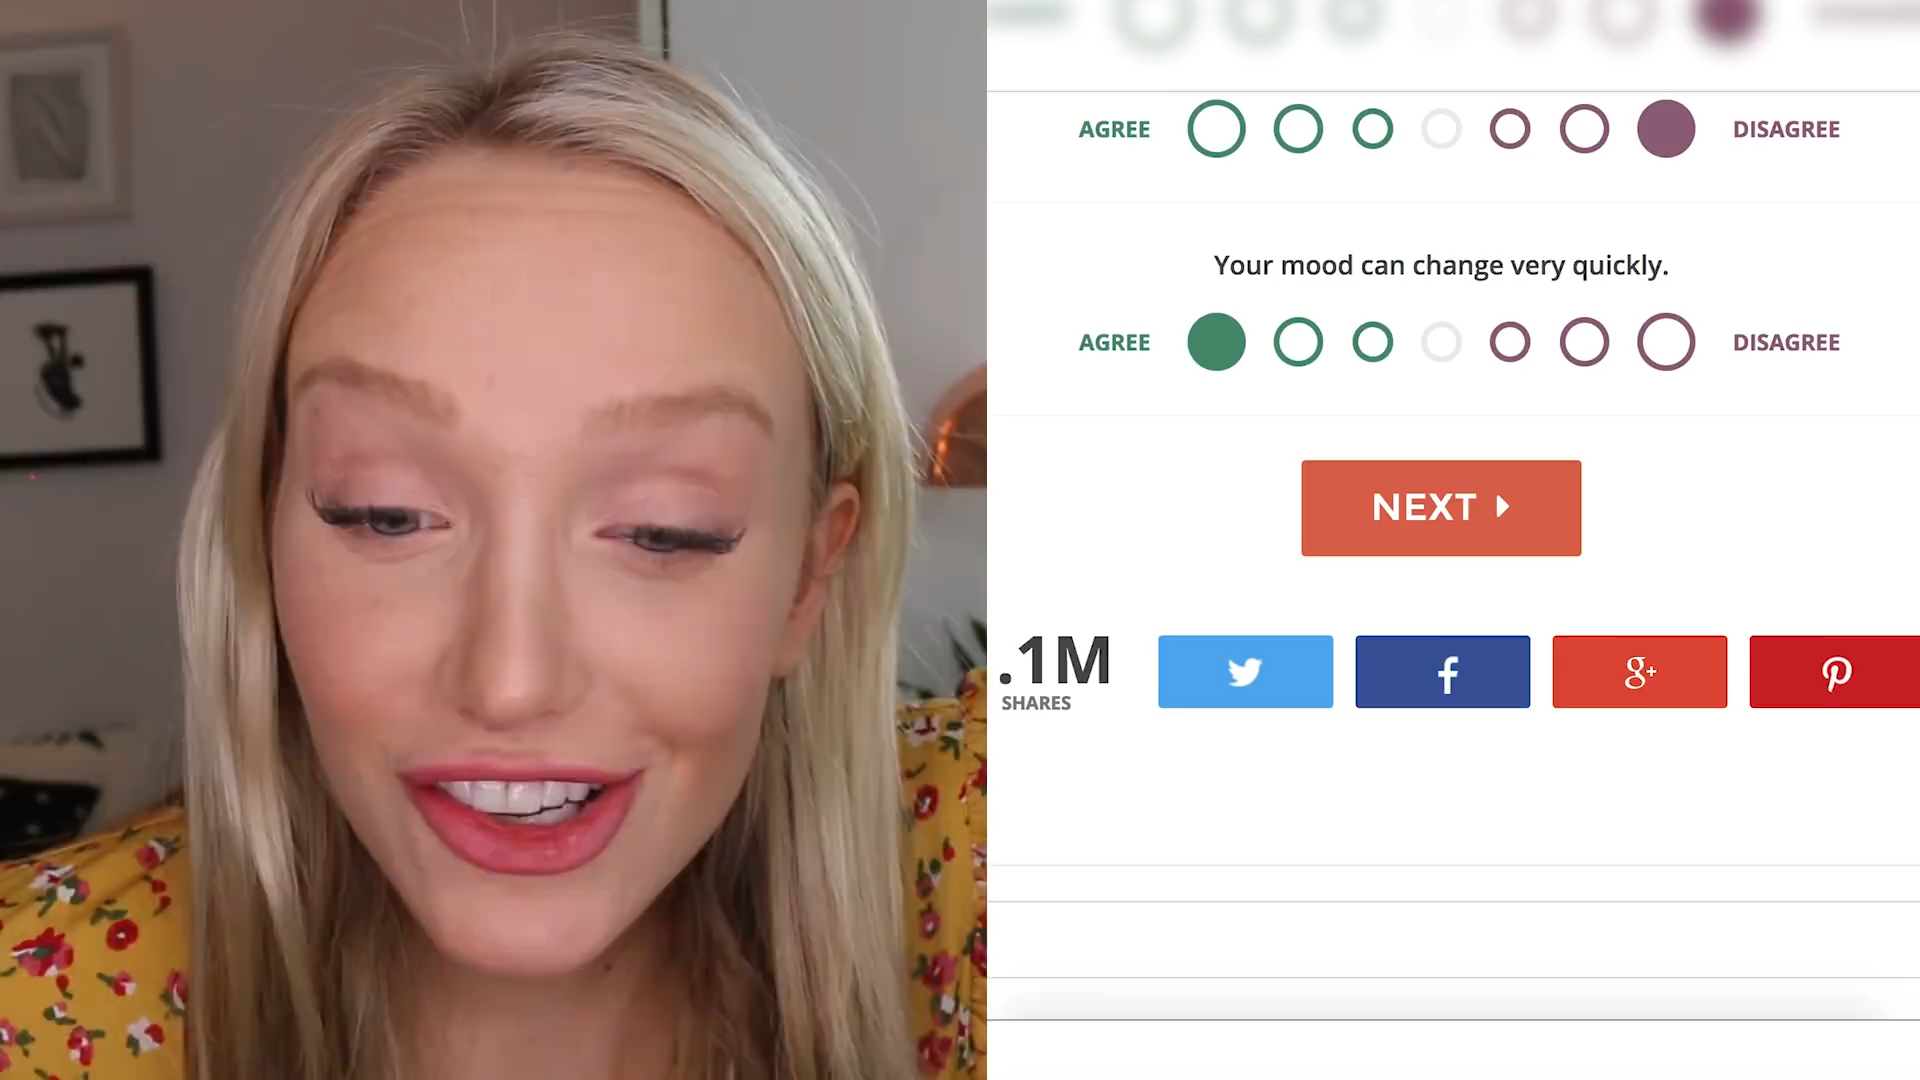 AGREE DISAGREE
Your mood can change very quickly.
AGREE DISAGREE
NEXT
.1M
SHARES
g+